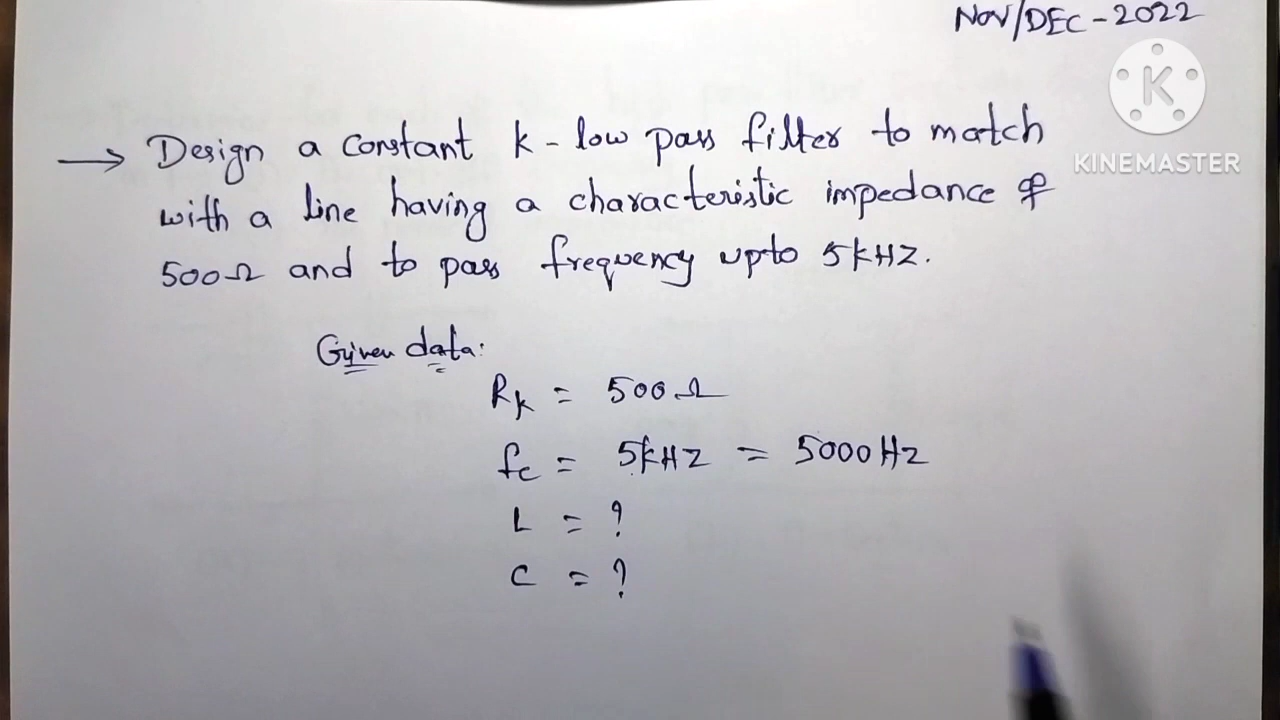 Nov/DEC-2022
K
KINEMASTER
→ Design a constant k-low pass filter to match
with a line having a characteristic impedance of
500Ω and to pass frequency upto 5kHZ.
Given data:
Rk = 500Ω
fc = 5kHZ = 5000HZ
L = ?
C = ?